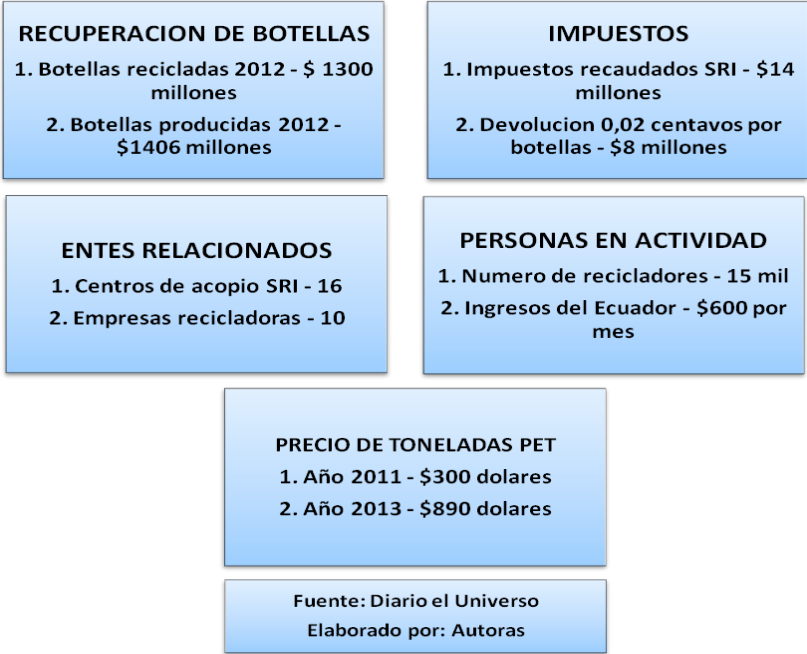 RECUPERACION DE BOTELLAS
1. Botellas recicladas 2012 - $ 1300
millones
2. Botellas producidas 2012 -
$1406 millones
IMPUESTOS
1. Impuestos recaudados SRI - $14
millones
2. Devolucion 0,02 centavos por
botellas - $8 millones
ENTES RELACIONADOS
1. Centros de acopio SRI - 16
2. Empresas recicladoras - 10
PERSONAS EN ACTIVIDAD
1. Numero de recicladores - 15 mil
2. Ingresos del Ecuador - $600 por
mes
PRECIO DE TONELADAS PET
1. Año 2011 - $300 dolares
2. Año 2013 - $890 dolares
Fuente: Diario el Universo
Elaborado por: Autoras